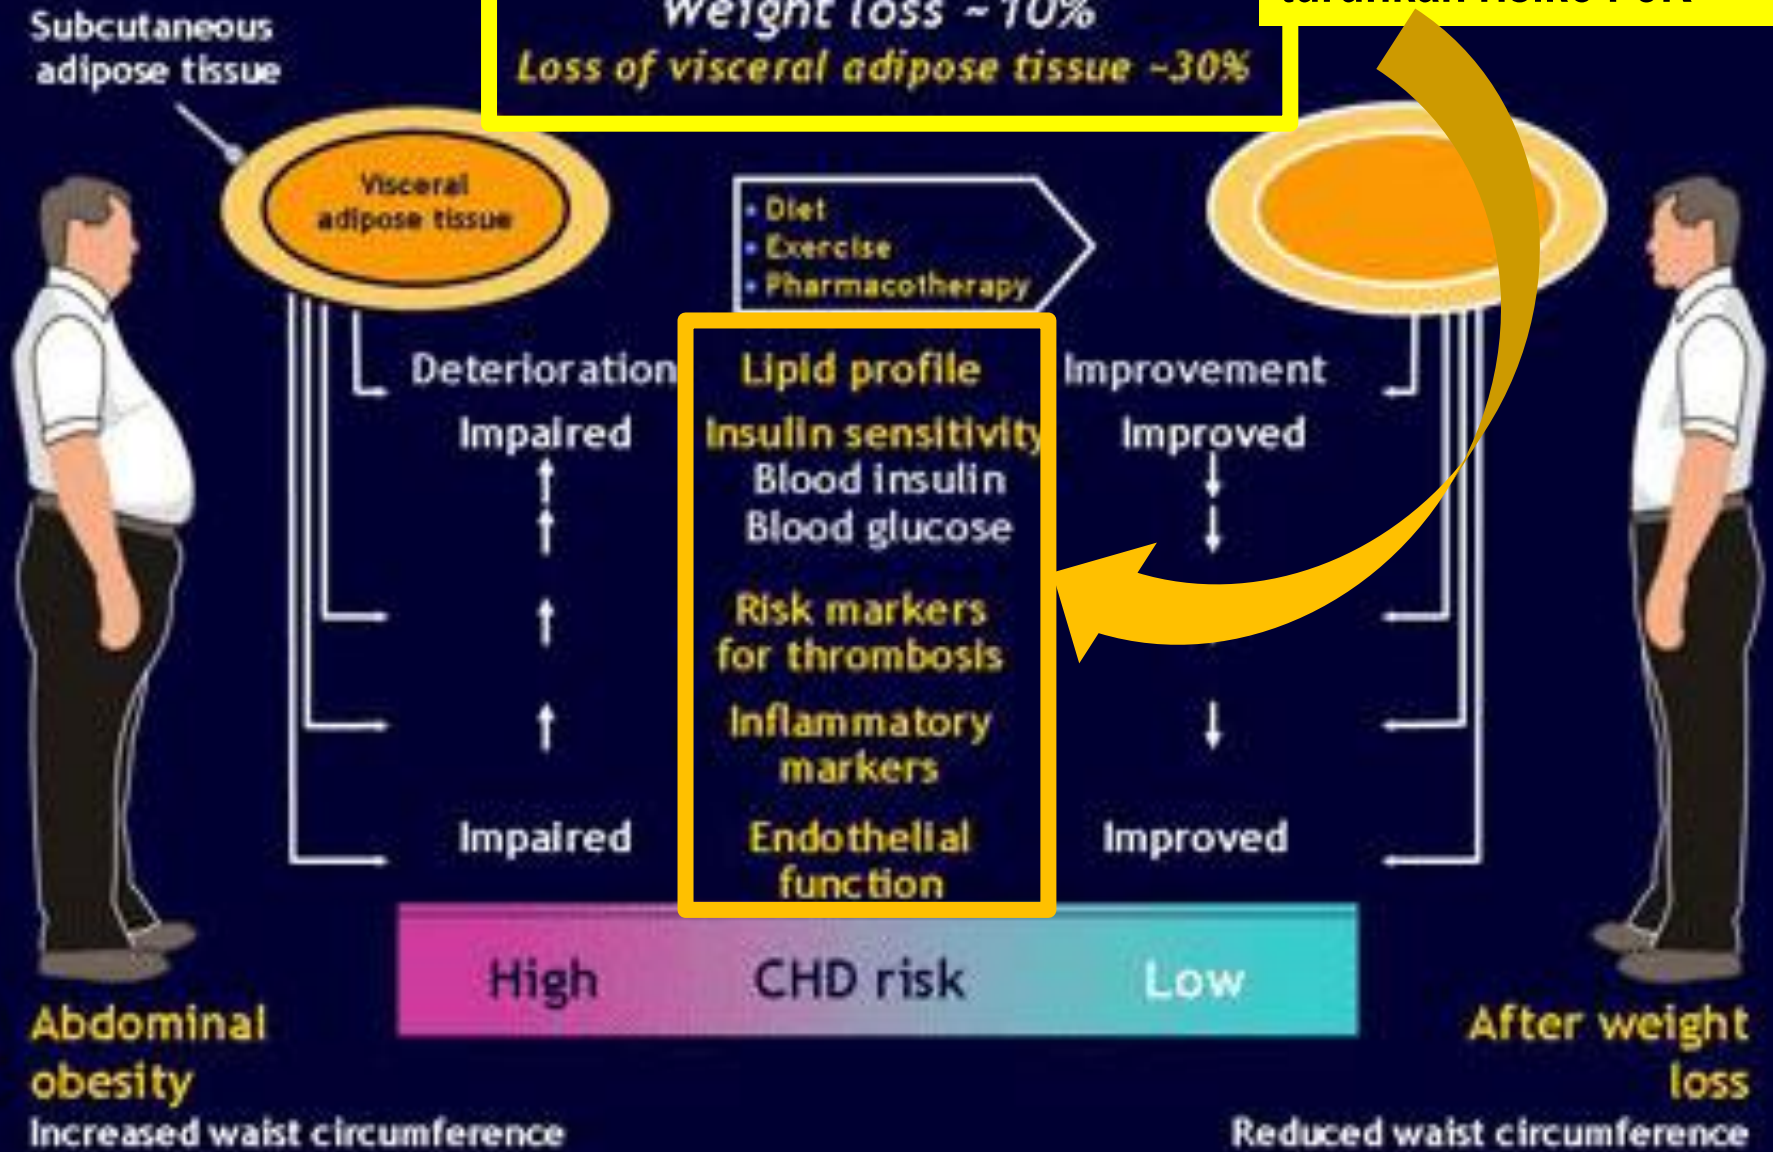 Weight loss ~10%
Loss of visceral adipose tissue ~30%
Subcutaneous
adipose tissue
Visceral
adipose tissue
• Diet
• Exercise
• Pharmacotherapy
Deterioration Lipid profile Improvement
Impaired Insulin sensitivity Improved
↑ Blood insulin ↓
↑ Blood glucose ↓
↑ Risk markers
for thrombosis
↑ Inflammatory ↓
markers
Impaired Endothelial Improved
function
High CHD risk Low
Abdominal
obesity
Increased waist circumference
After weight
loss
Reduced waist circumference